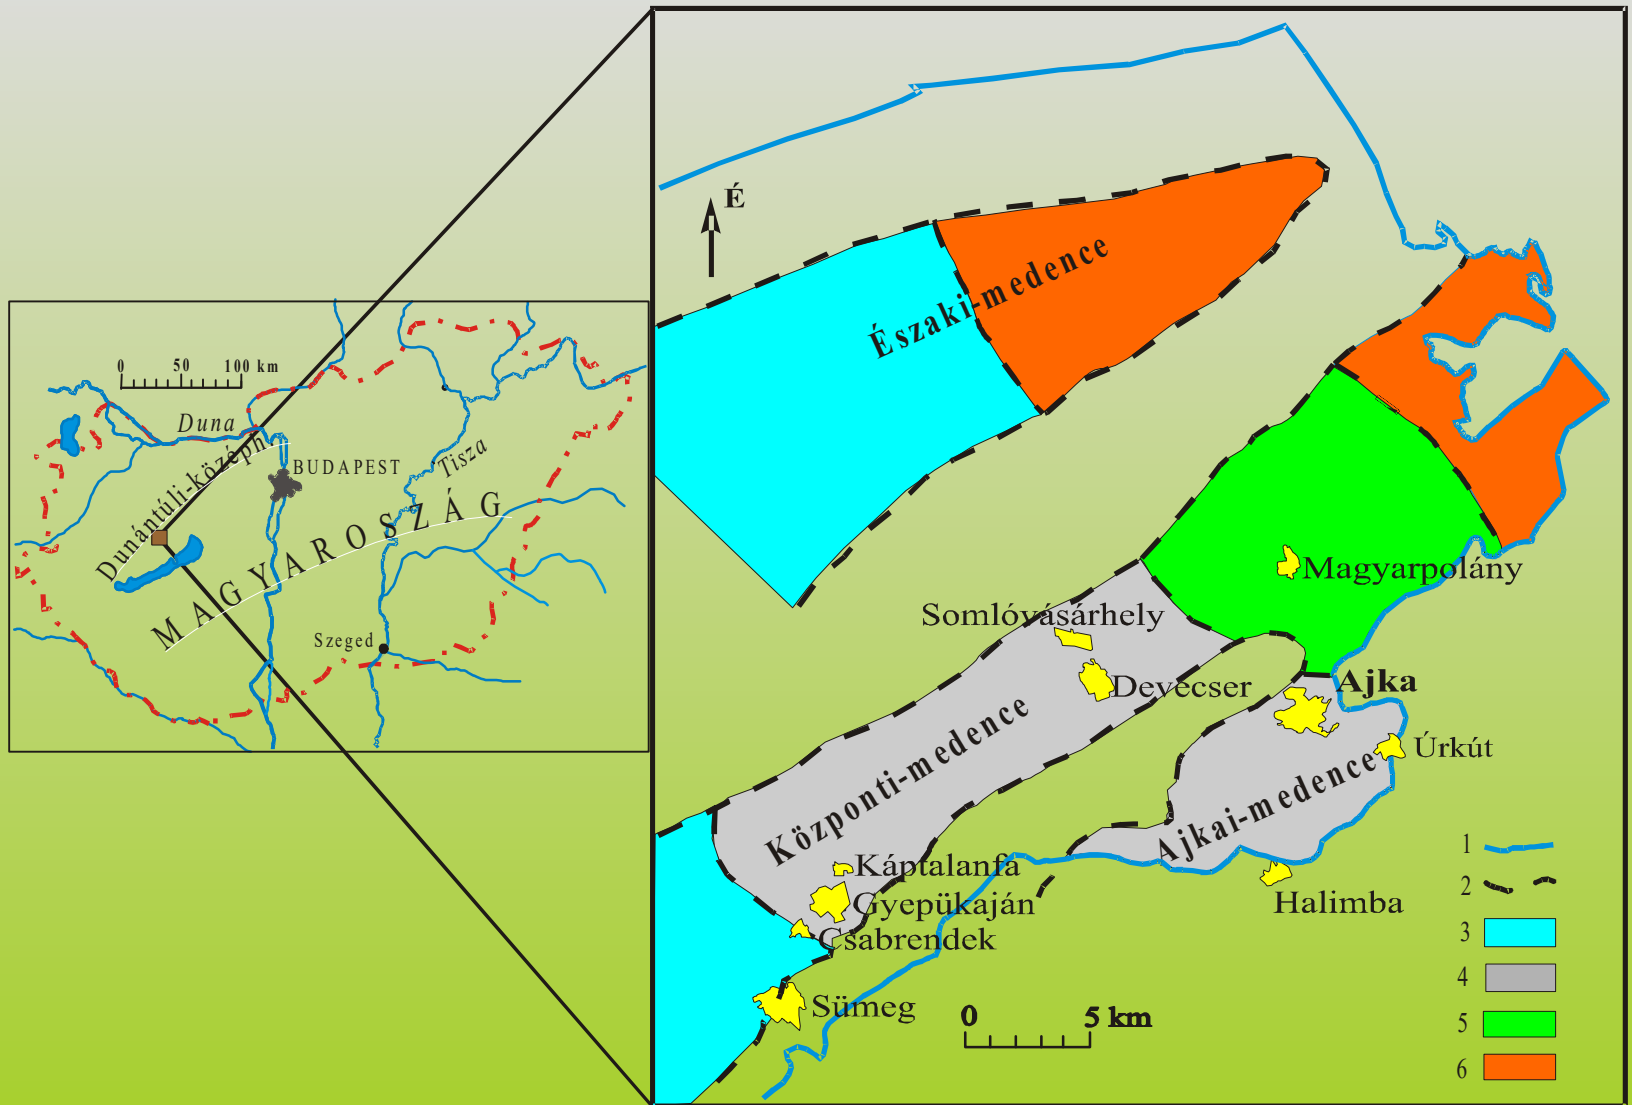 É
Északi-medence
0 50 100 km
Duna
Tisza
BUDAPEST
Dunántúli-középh.
MAGYAROSZÁG
Szeged
Magyarpolány
Somlóvásárhely
Devecser
Ajka
Központi-medence
Úrkút
Ajkai-medence
Káptalanfa
Gyepükaján
Halimba
Csabrendek
Sümeg
0 5 km
1
2
3
4
5
6